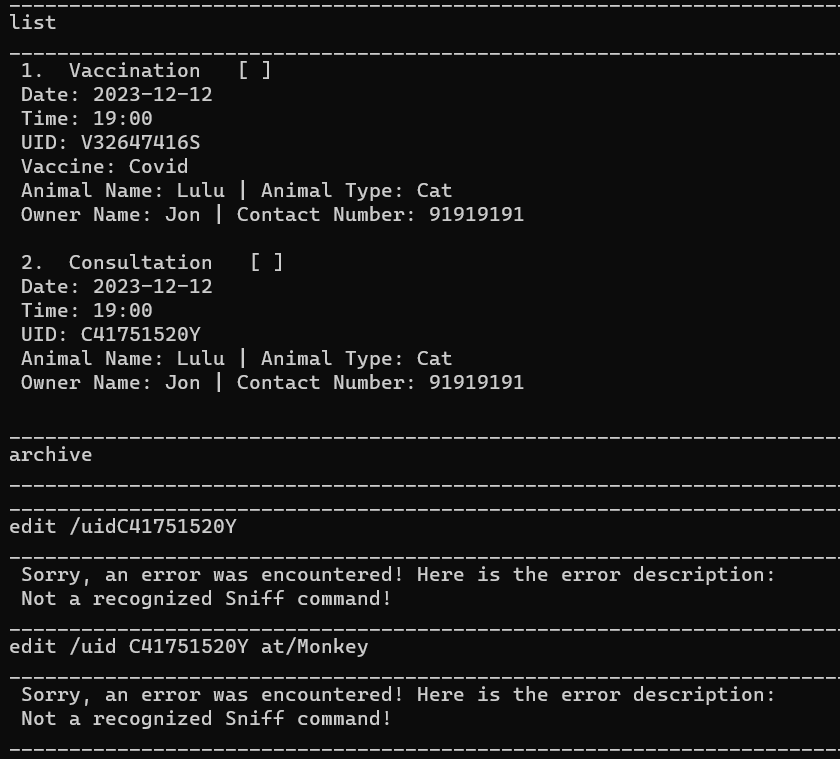 list
1. Vaccination [ ]
Date: 2023-12-12
Time: 19:00
UID: V32647416S
Vaccine: Covid
Animal Name: Lulu | Animal Type: Cat
Owner Name: Jon | Contact Number: 91919191
2. Consultation [ ]
Date: 2023-12-12
Time: 19:00
UID: C41751520Y
Animal Name: Lulu | Animal Type: Cat
Owner Name: Jon | Contact Number: 91919191
archive
edit /uidC41751520Y
Sorry, an error was encountered! Here is the error description:
Not a recognized Sniff command!
edit /uid C41751520Y at/Monkey
Sorry, an error was encountered! Here is the error description:
Not a recognized Sniff command!